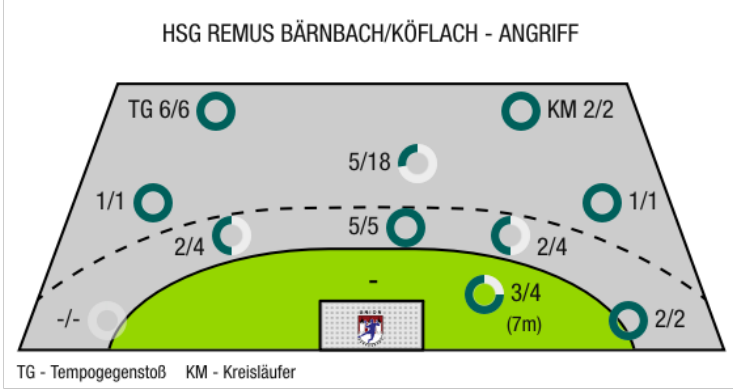 HSG REMUS BÄRNBACH/KÖFLACH - ANGRIFF
TG 6/6
KM 2/2
5/18
1/1
1/1
5/5
2/4
2/4
-
3/4
(7m)
-/-
2/2
TG - Tempogegenstoß KM - Kreisläufer